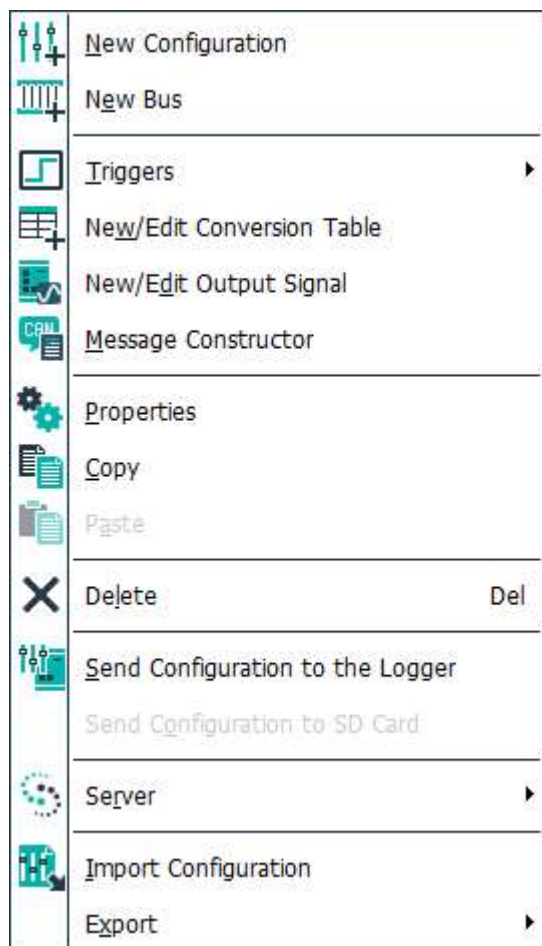 New Configuration
New Bus
Triggers
New/Edit Conversion Table
New/Edit Output Signal
CAN
Message Constructor
Properties
Copy
Paste
Delete Del
Send Configuration to the Logger
Send Configuration to SD Card
Server
Import Configuration
Export